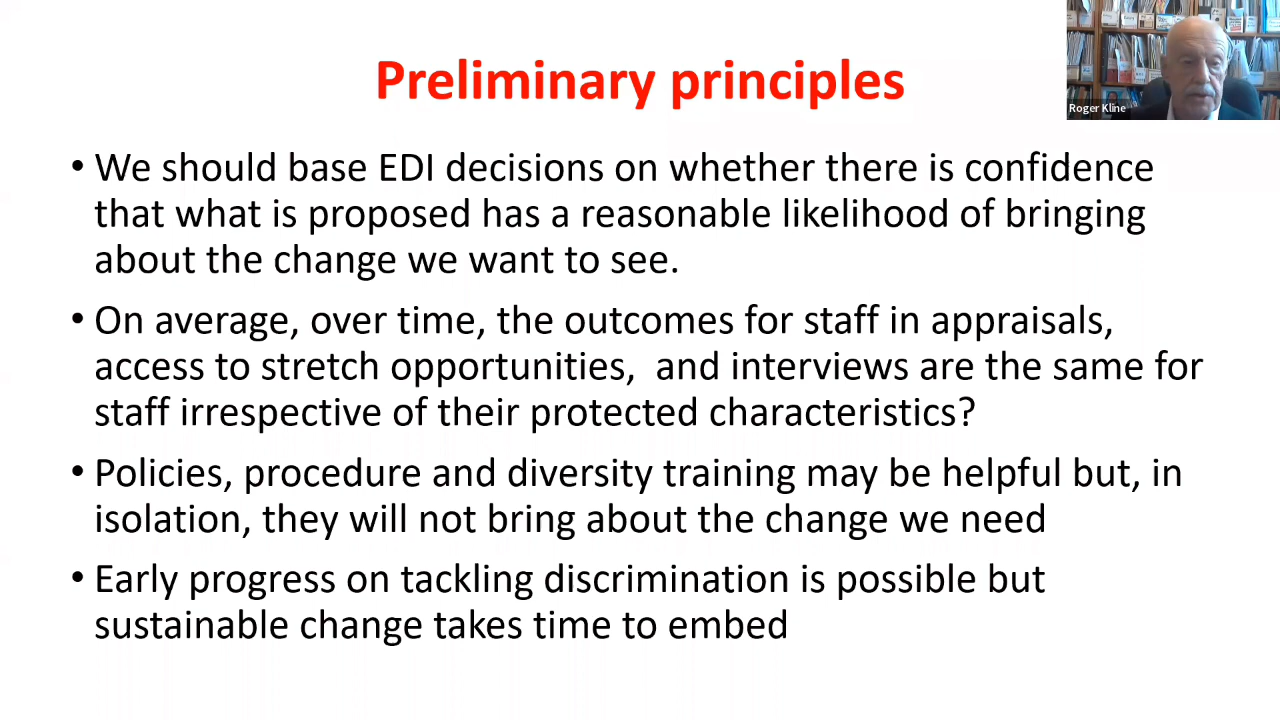 Preliminary principles
Roger Kline
• We should base EDI decisions on whether there is confidence
that what is proposed has a reasonable likelihood of bringing
about the change we want to see.
• On average, over time, the outcomes for staff in appraisals,
access to stretch opportunities,  and interviews are the same for
staff irrespective of their protected characteristics?
• Policies, procedure and diversity training may be helpful but, in
isolation, they will not bring about the change we need
• Early progress on tackling discrimination is possible but
sustainable change takes time to embed